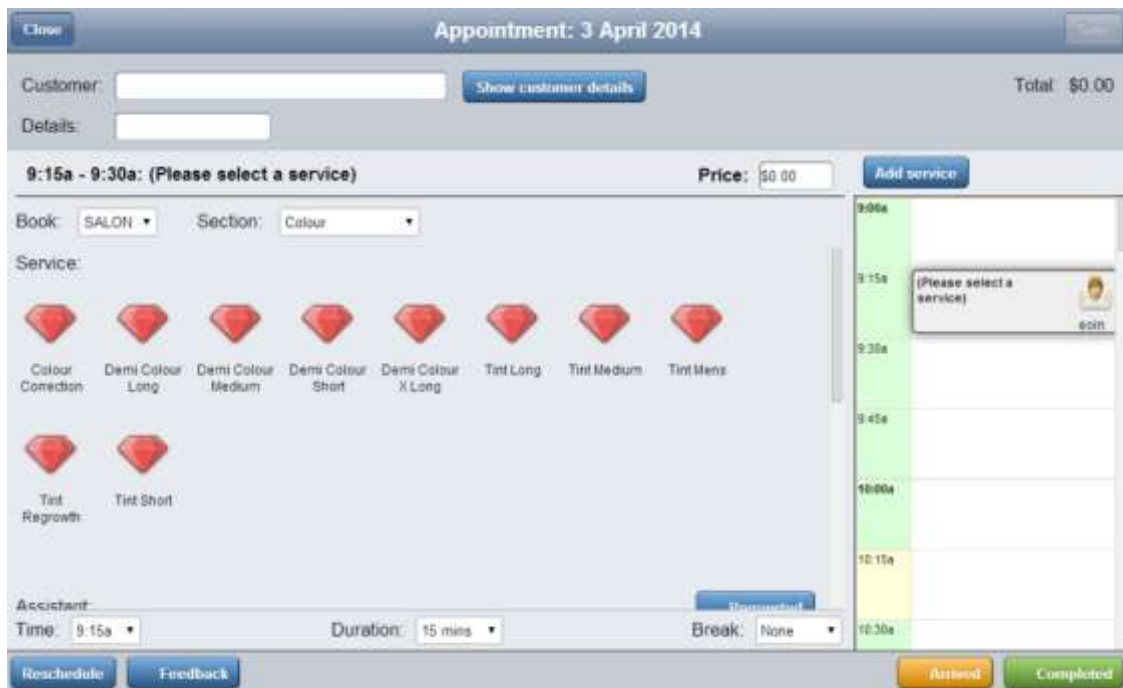 Close
Appointment: 3 April 2014
Customer:
Show customer details
Total: $0.00
Details:
9:15a - 9:30a: (Please select a service)
Price: $0.00
Add service
Book: SALON
Section: Colour
Service:
Colour Correction
Demi Colour Long
Demi Colour Medium
Demi Colour Short
Demi Colour X Long
Tint Long
Tint Medium
Tint Mens
Tint Regrowth
Tint Short
Assistant:
Requested
Time: 9:15a
Duration: 15 mins
Break: None
9:00a
9:15a
(Please select a
service)
eoin
9:30a
9:45a
10:00a
10:15a
10:30a
Reschedule
Feedback
Arrived
Completed